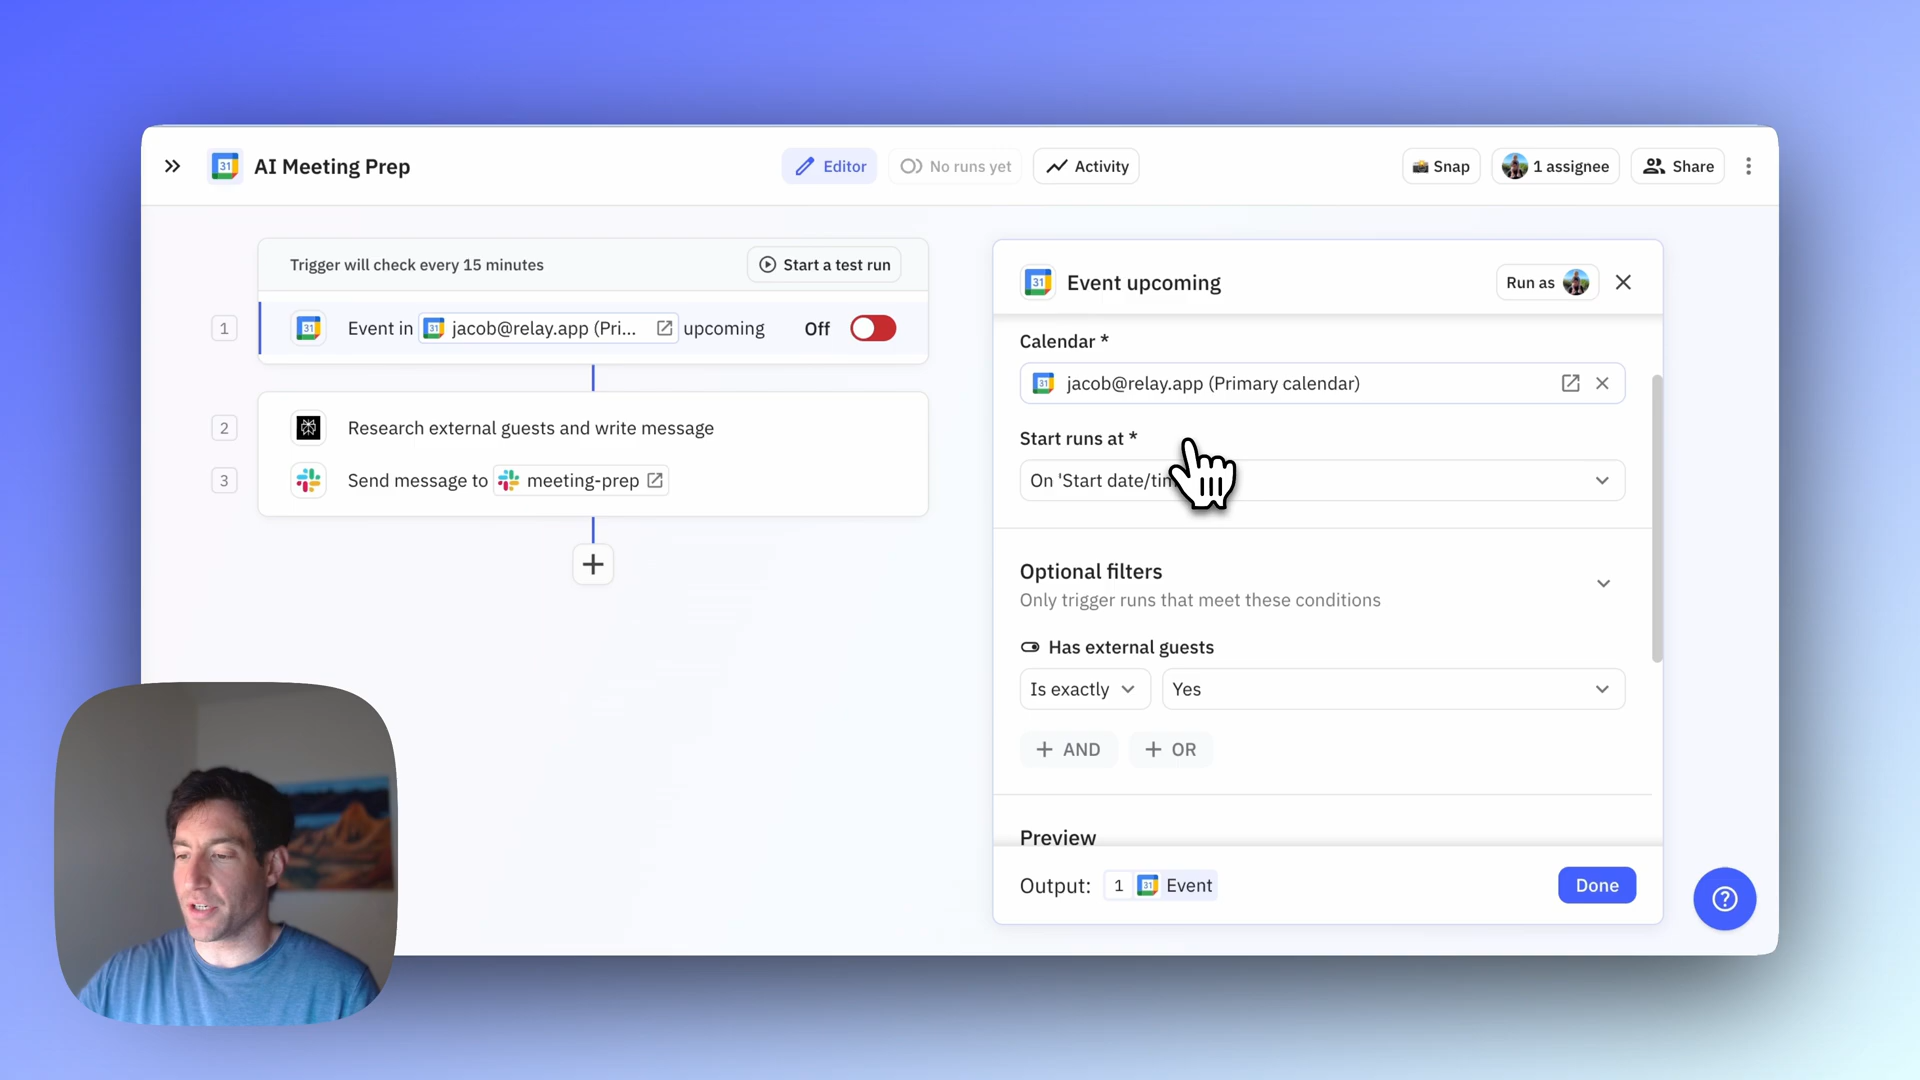 AI Meeting Prep
Editor
No runs yet
Activity
Snap
1 assignee
Share
Trigger will check every 15 minutes
Start a test run
1
Event in jacob@relay.app (Pri... upcoming
Off
2
Research external guests and write message
3
Send message to meeting-prep
Event upcoming
Run as
Calendar *
jacob@relay.app (Primary calendar)
Start runs at *
On 'Start date/tim
Optional filters
Only trigger runs that meet these conditions
Has external guests
Is exactly
Yes
+ AND
+ OR
Preview
Output: 1 Event
Done